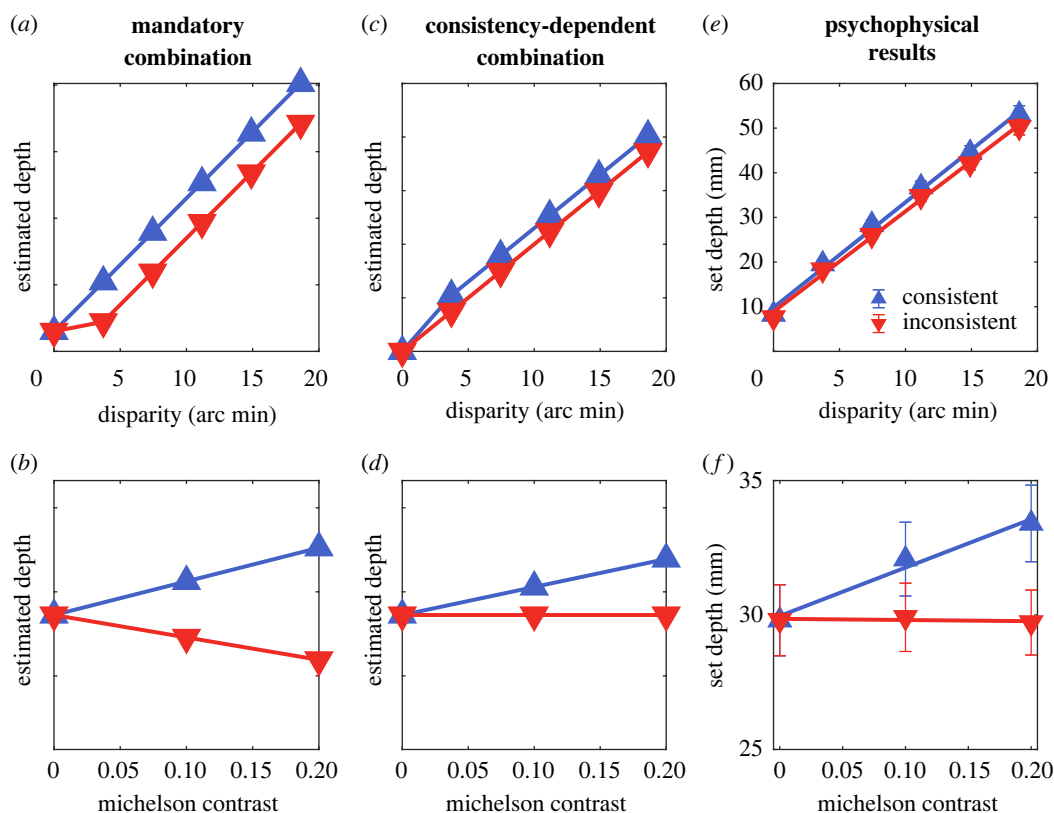 (a)
mandatory
combination
estimated depth
0
5
10
15
20
disparity (arc min)
(c)
consistency-dependent
combination
estimated depth
0
5
10
15
20
disparity (arc min)
(e)
psychophysical
results
set depth (mm)
60
50
40
30
20
10
consistent
inconsistent
0
5
10
15
20
disparity (arc min)
(b)
estimated depth
0
0.05
0.10
0.15
0.20
michelson contrast
(d)
estimated depth
0
0.05
0.10
0.15
0.20
michelson contrast
(f)
set depth (mm)
35
30
25
0
0.05
0.10
0.15
0.20
michelson contrast